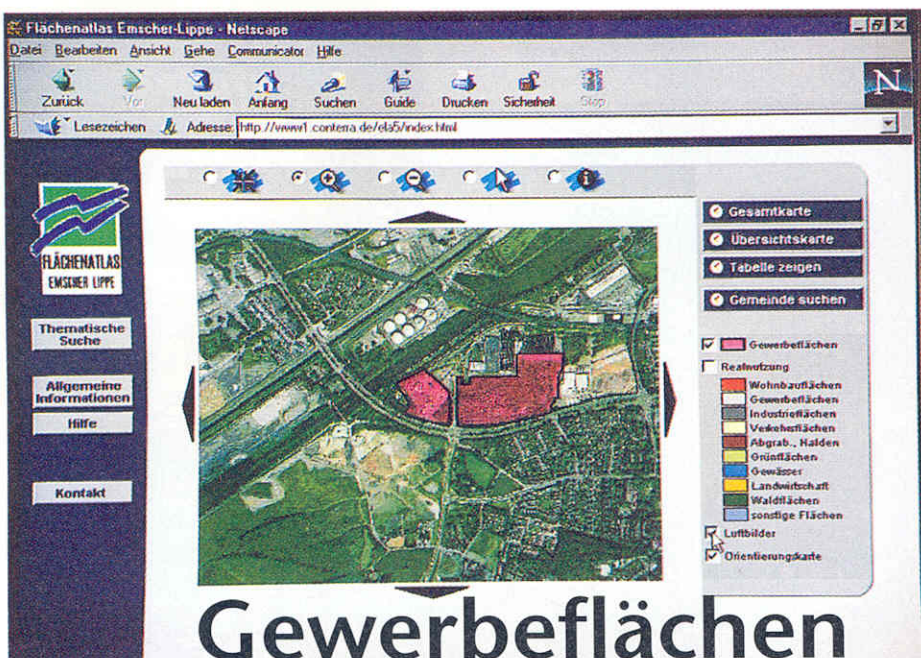 Flächenatlas Emscher-Lippe - Netscape
Datei Bearbeiten Ansicht Gehe Communicator Hilfe
Zurück Vor Neu laden Anfang Suchen Guide Drucken Sicherheit Stop
N
Lesezeichen Adresse: http://www1.conterra.de/ela5/index.html
FLÄCHENATLAS
EMSCHER LIPPE
Thematische
Suche
Allgemeine
Informationen
Hilfe
Kontakt
Gesamtkarte
Übersichtskarte
Tabelle zeigen
Gemeinde suchen
Gewerbeflächen
Realnutzung
Wohnbauflächen
Gewerbeflächen
Industrieflächen
Verkehsflächen
Abgrab., Halden
Grünflächen
Gewässer
Landwirtschaft
Waldflächen
sonstige Flächen
Luftbilder
Orientierungskarte
Gewerbeflächen